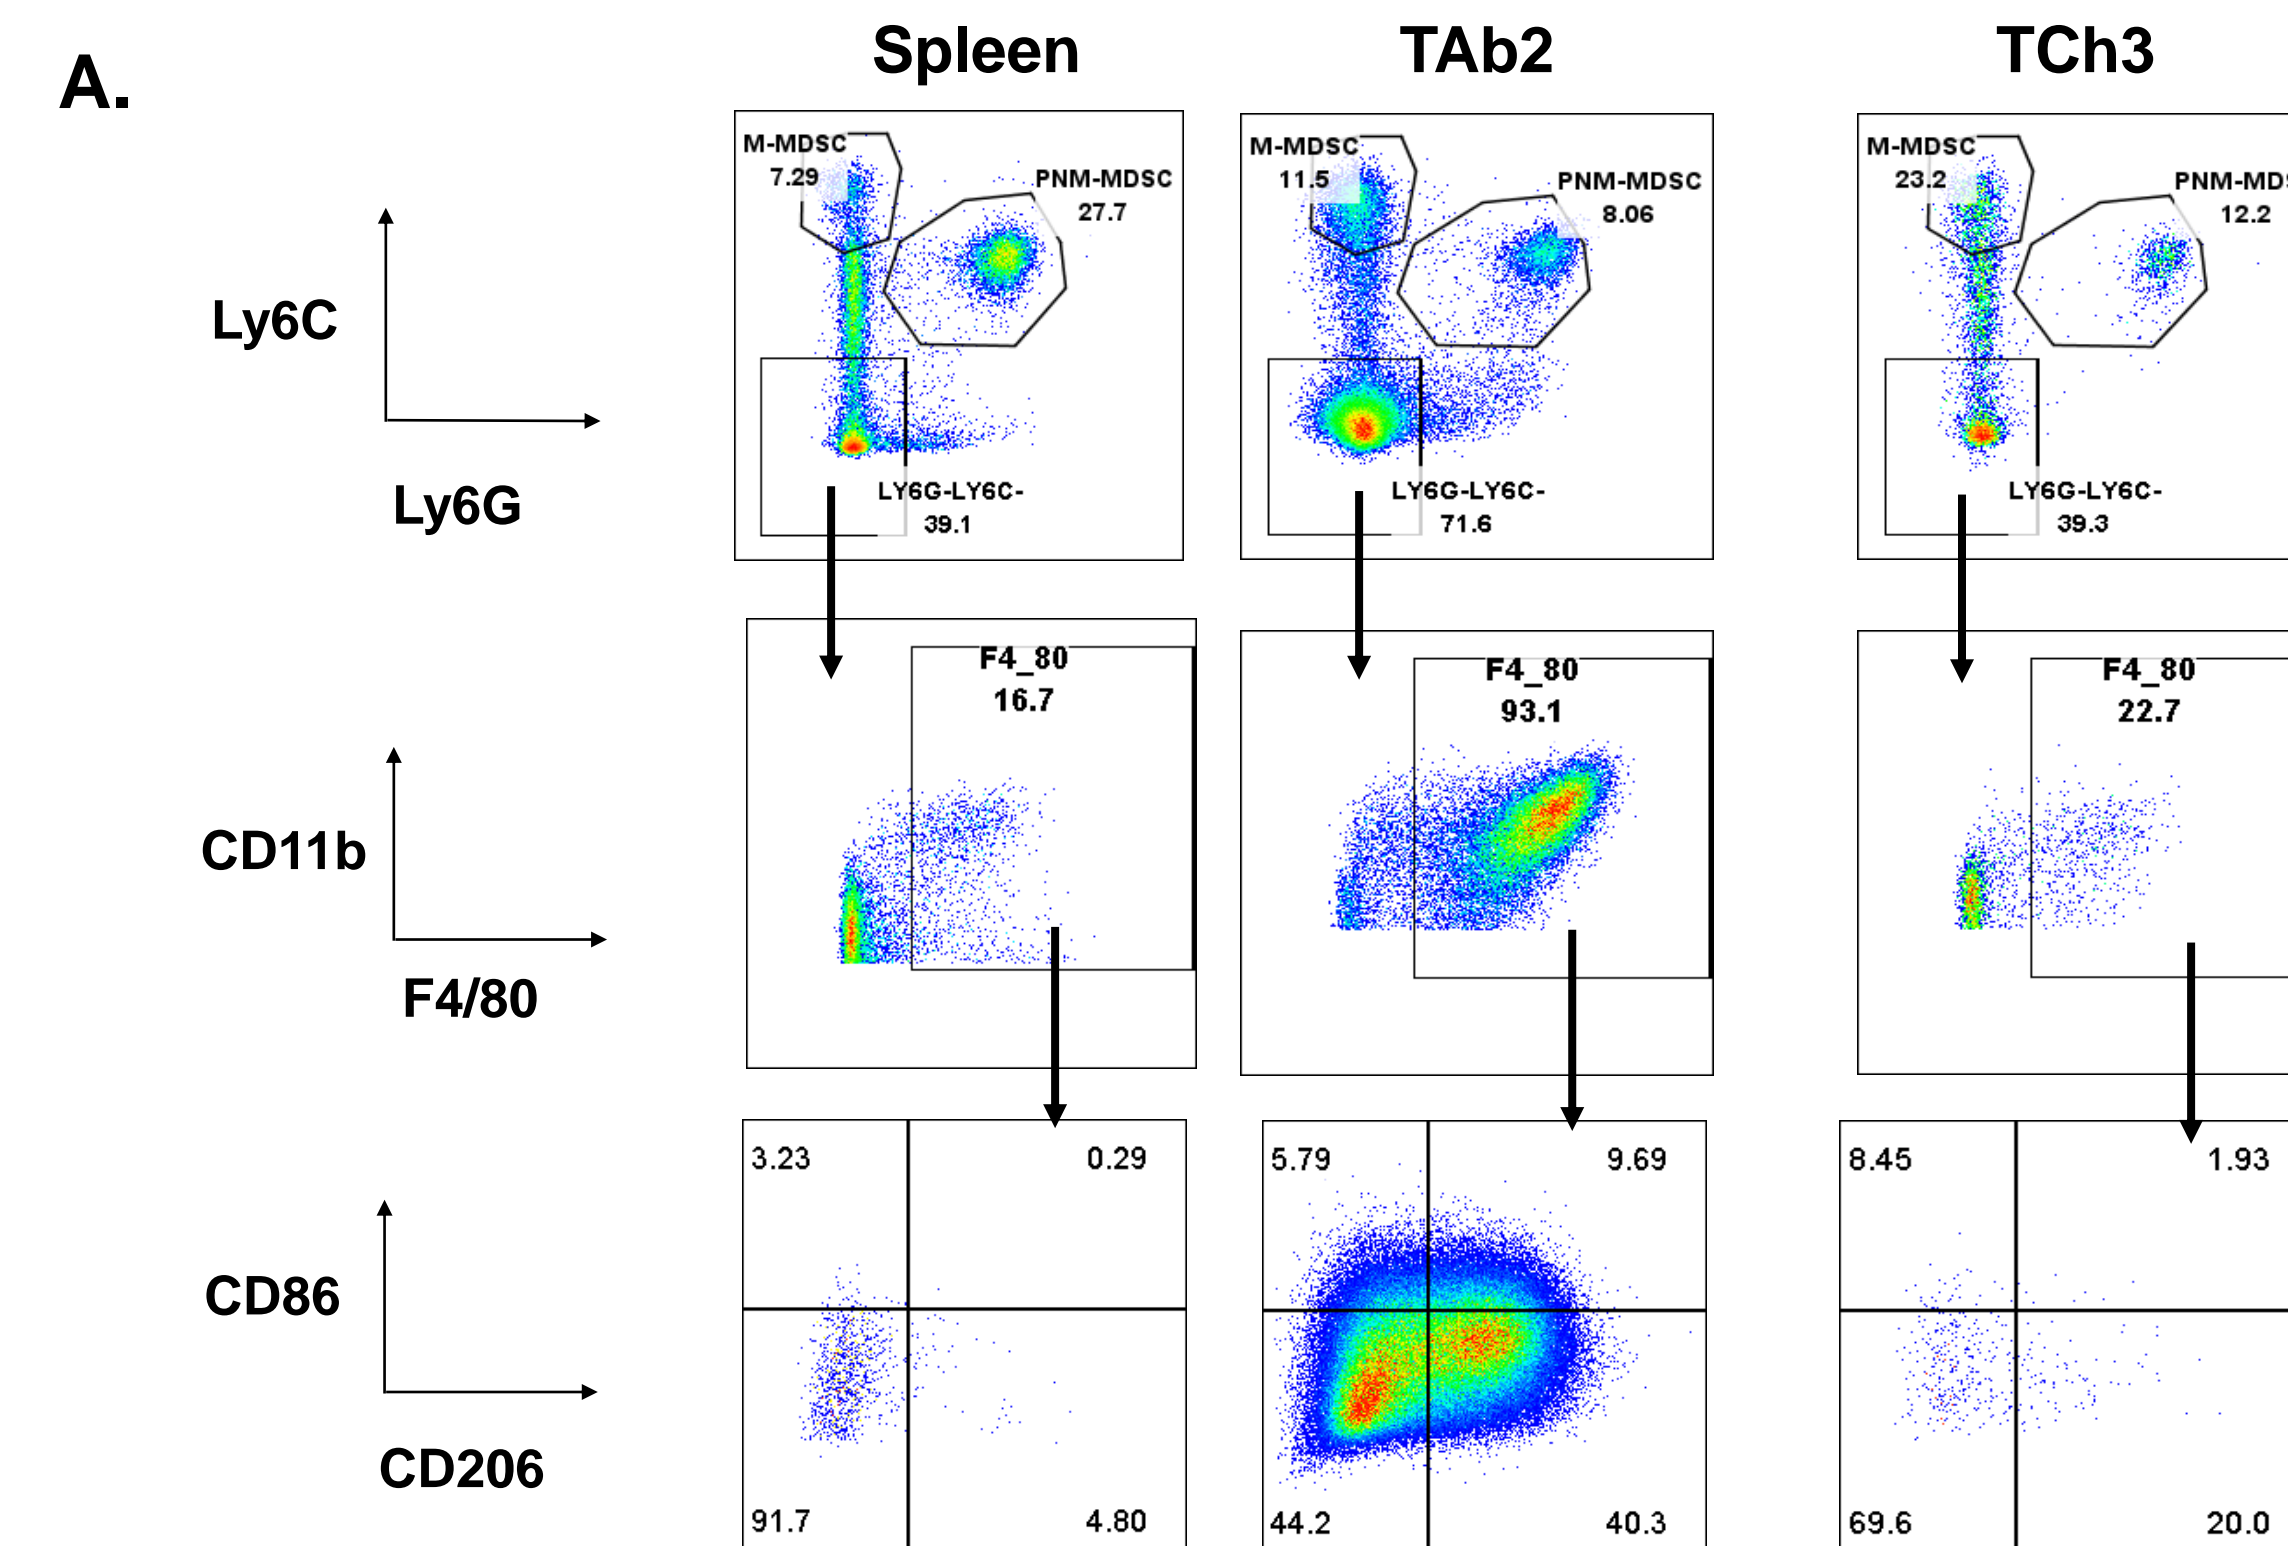 A.
Spleen
TAb2
TCh3
Ly6C
Ly6G
M-MDSC
7.29
PNM-MDSC
27.7
LY6G-LY6C-
39.1
M-MDSC
11.5
PNM-MDSC
8.06
LY6G-LY6C-
71.6
M-MDSC
23.2
PNM-MDS
12.2
LY6G-LY6C-
39.3
CD11b
F4/80
F4_80
16.7
F4_80
93.1
F4_80
22.7
CD86
CD206
3.23
0.29
91.7
4.80
5.79
9.69
44.2
40.3
8.45
1.93
69.6
20.0